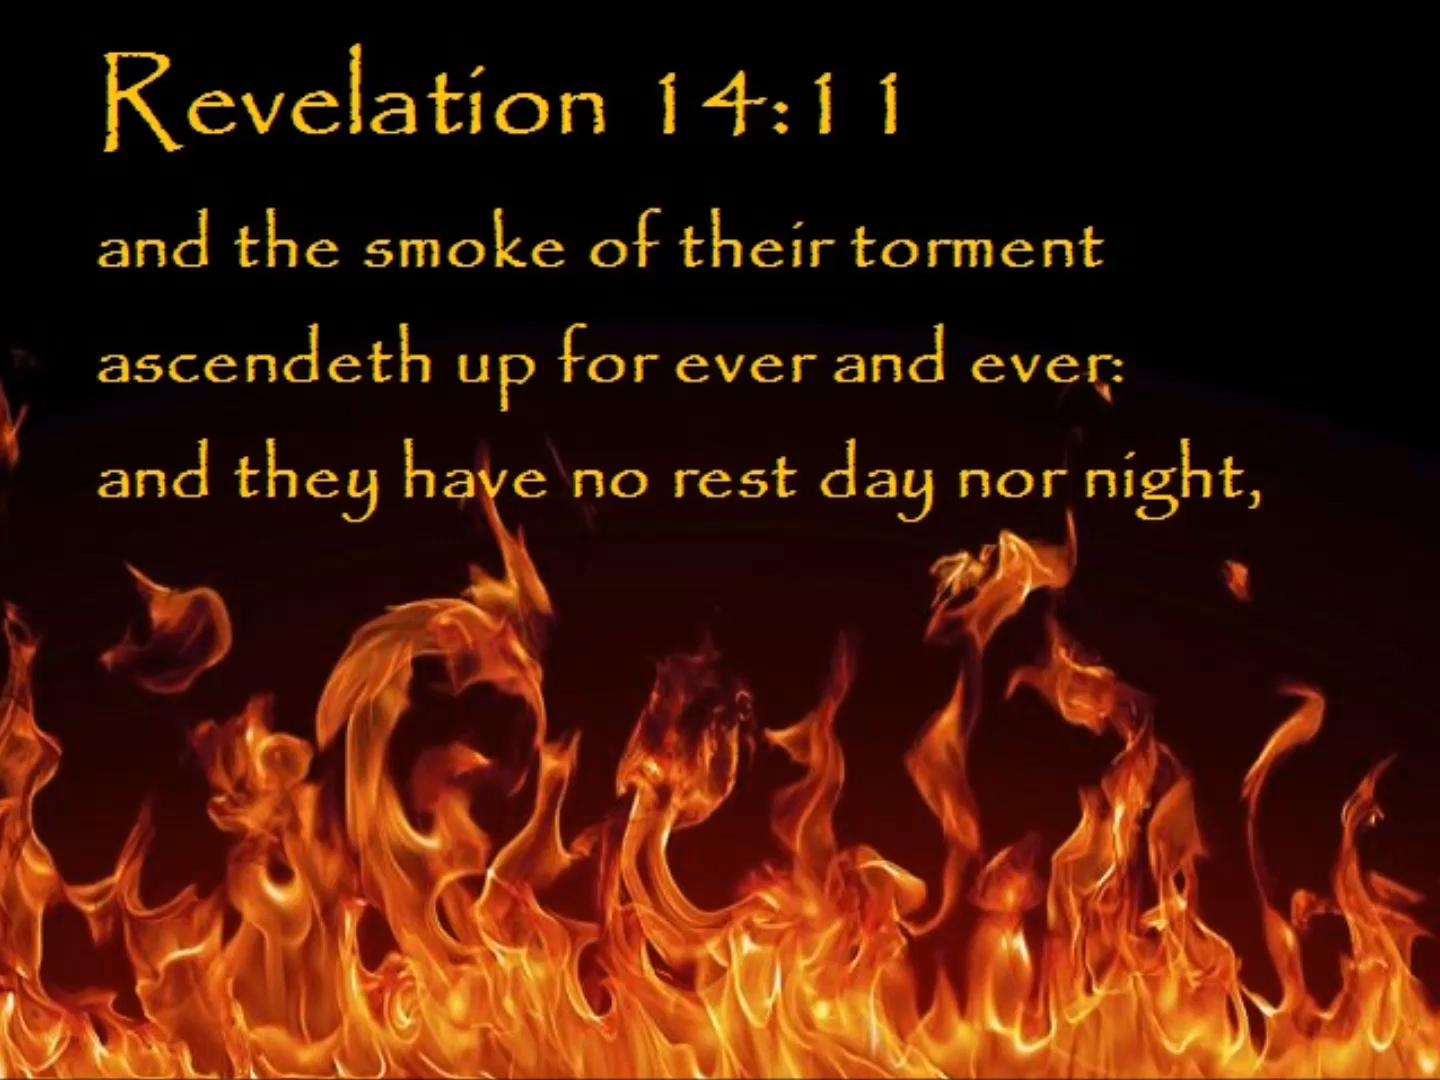 Revelation 14:11
and the smoke of their torment
ascendeth up for ever and ever:
and they have no rest day nor night,